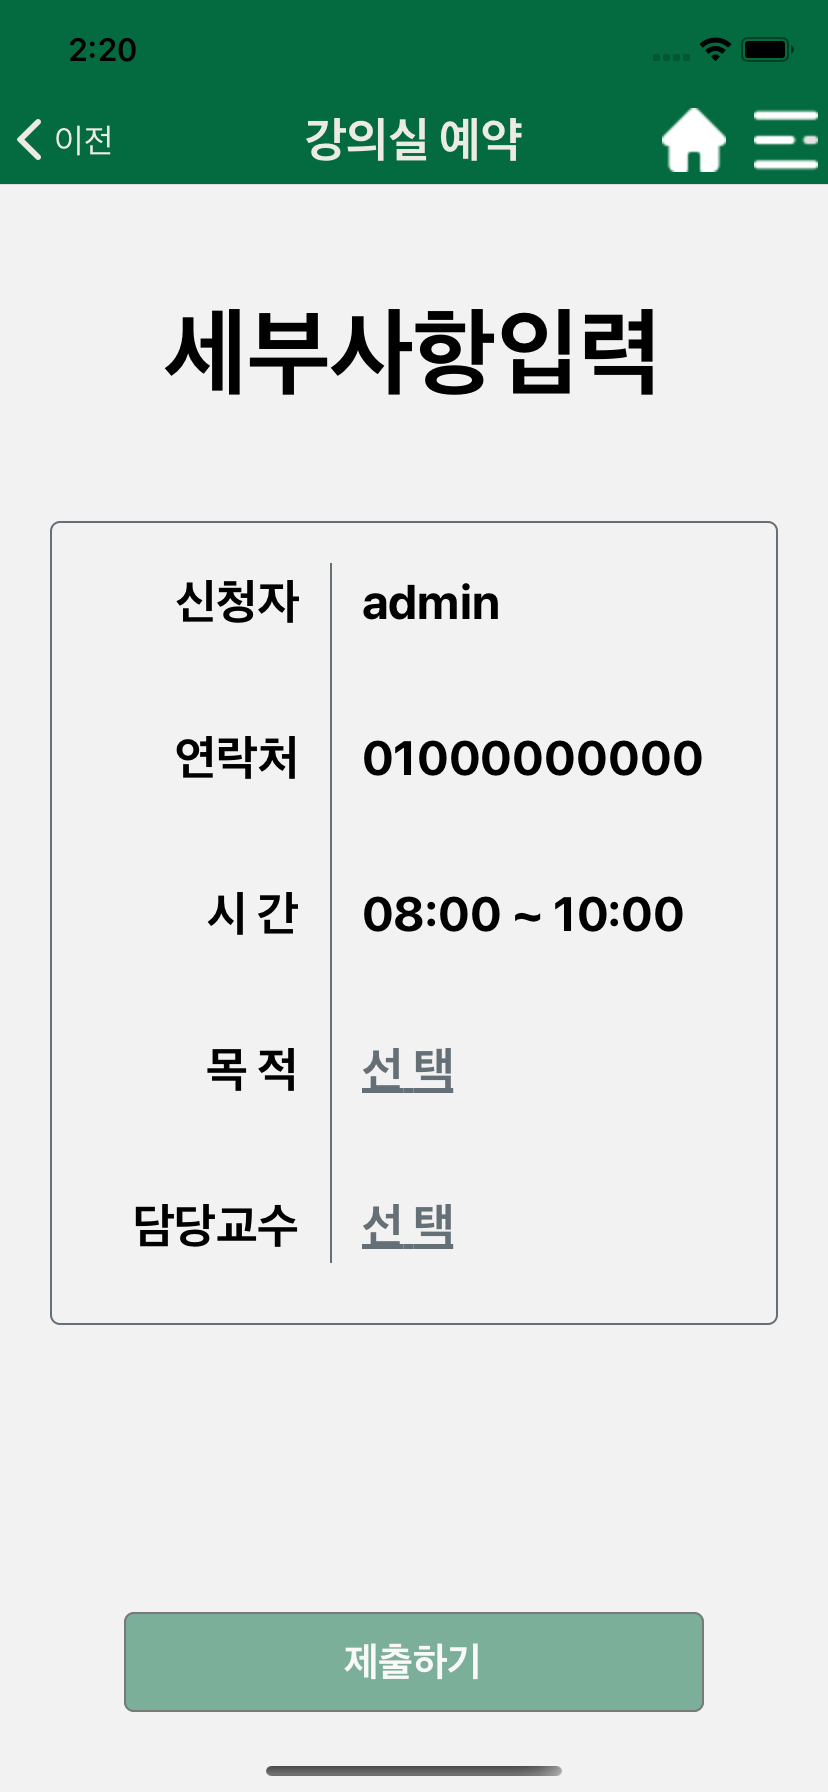 2:20
이전
강의실 예약
세부사항입력
신청자 admin
연락처 01000000000
시 간 08:00 ~ 10:00
목 적 선 택
담당교수 선 택
제출하기